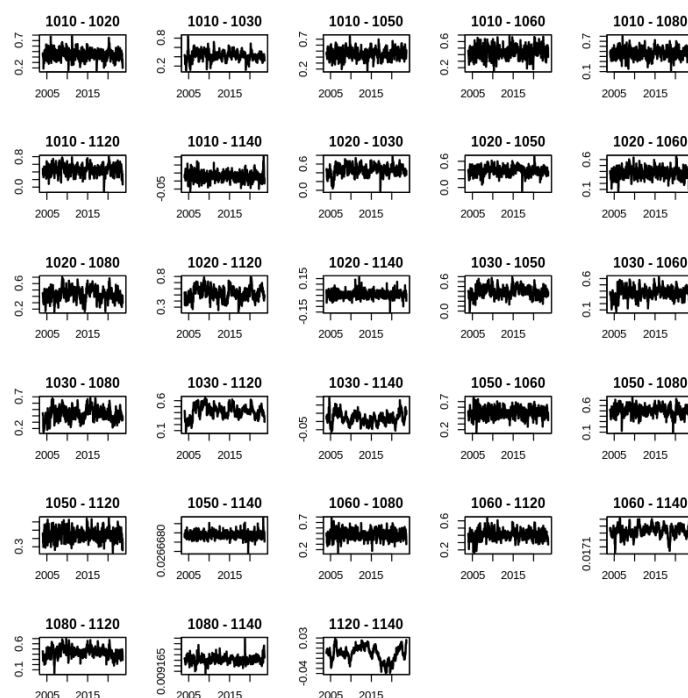 1010 - 1020 1010 - 1030 1010 - 1050 1010 - 1060 1010 - 1080
0.7 0.2 0.8 0.2 0.7 0.2 0.6 0.2 0.7 0.1
2005 2015 2005 2015 2005 2015 2005 2015 2005 2015
1010 - 1120 1010 - 1140 1020 - 1030 1020 - 1050 1020 - 1060
0.8 0.0 -0.05 0.6 0.0 0.6 0.0 0.6 0.1
2005 2015 2005 2015 2005 2015 2005 2015 2005 2015
1020 - 1080 1020 - 1120 1020 - 1140 1030 - 1050 1030 - 1060
0.6 0.2 0.8 0.3 0.15 -0.15 0.6 0.0 0.6 0.1
2005 2015 2005 2015 2005 2015 2005 2015 2005 2015
1030 - 1080 1030 - 1120 1030 - 1140 1050 - 1060 1050 - 1080
0.7 0.2 0.6 0.1 -0.05 0.7 0.2 0.6 0.1
2005 2015 2005 2015 2005 2015 2005 2015 2005 2015
1050 - 1120 1050 - 1140 1060 - 1080 1060 - 1120 1060 - 1140
0.3 0.0266680 0.7 0.2 0.6 0.2 0.0171
2005 2015 2005 2015 2005 2015 2005 2015 2005 2015
1080 - 1120 1080 - 1140 1120 - 1140
0.6 0.1 0.009165 0.03 -0.04
2005 2015 2005 2015 2005 2015